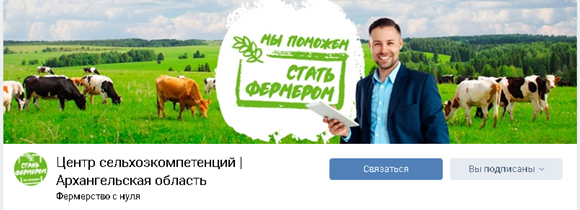 МЫ ПОМОЖЕМ
СТАТЬ
ФЕРМЕРОМ
СТАТЬ
ФЕРМЕРОМ
Центр сельхозкомпетенций |
Архангельская область
Фермерство с нуля
Связаться
Вы подписаны